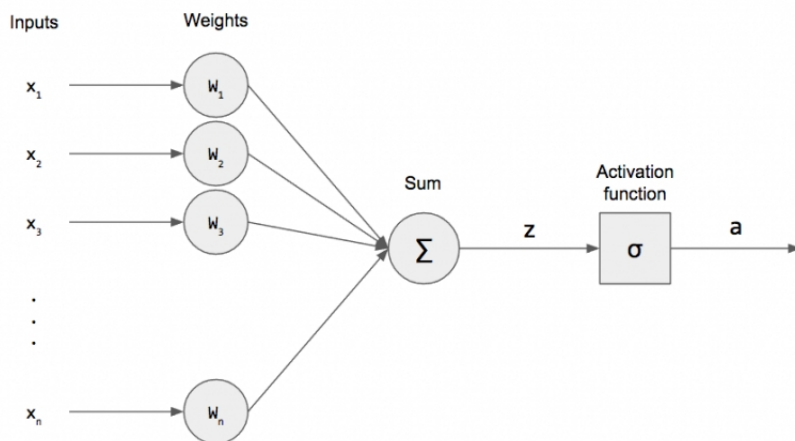 Inputs
Weights
x₁
W₁
x₂
W₂
x₃
W₃
.
.
.
xₙ
Wₙ
Sum
Σ
z
Activation
function
σ
a